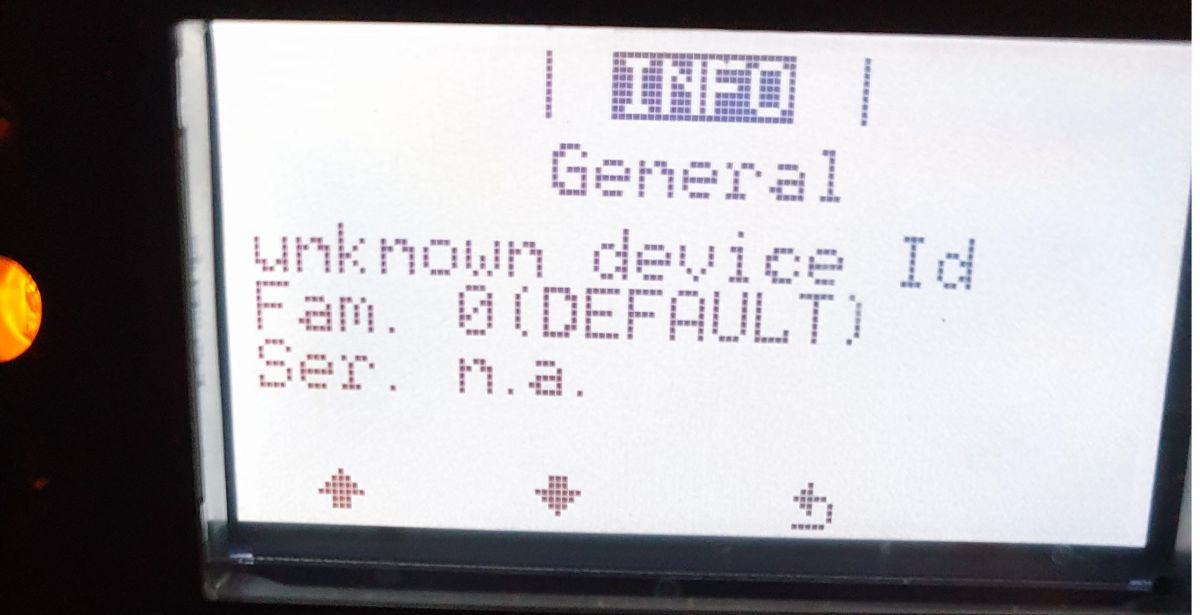 INFO
General
unknown device Id
Fam. 0(DEFAULT)
Ser. n.a.